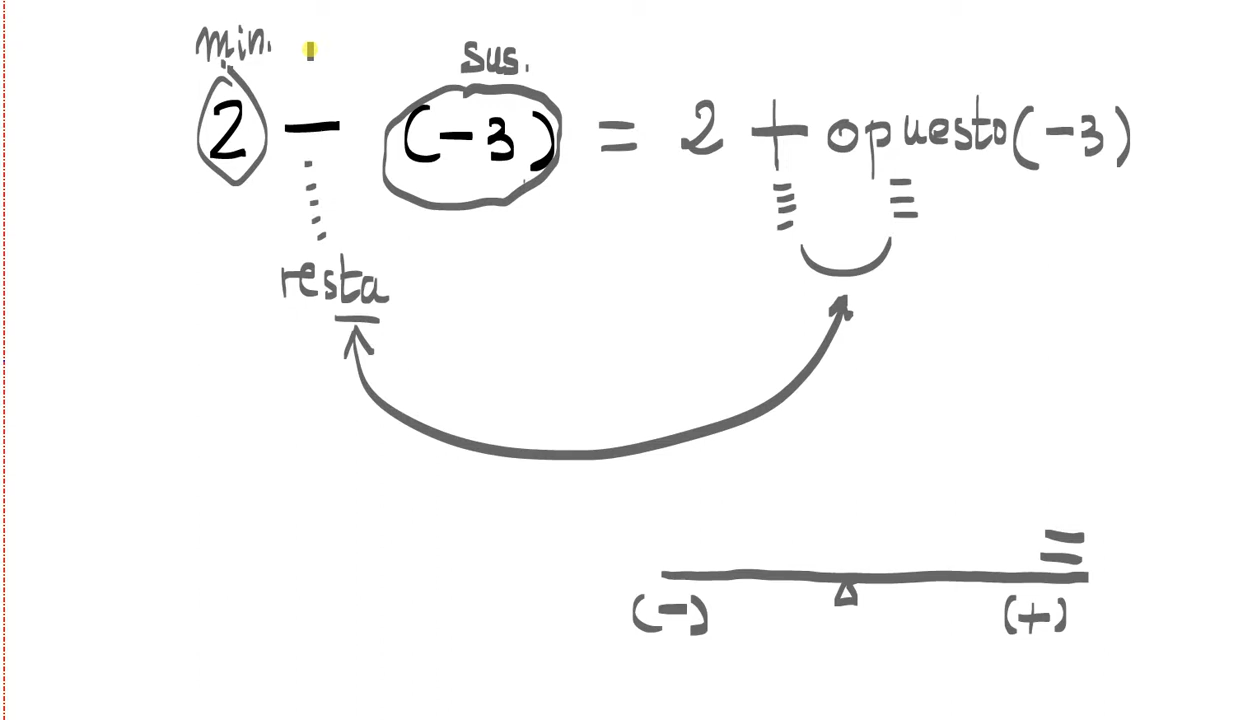 min. sus.
2 - (-3) = 2 + opuesto(-3)
resta
(-) (+)